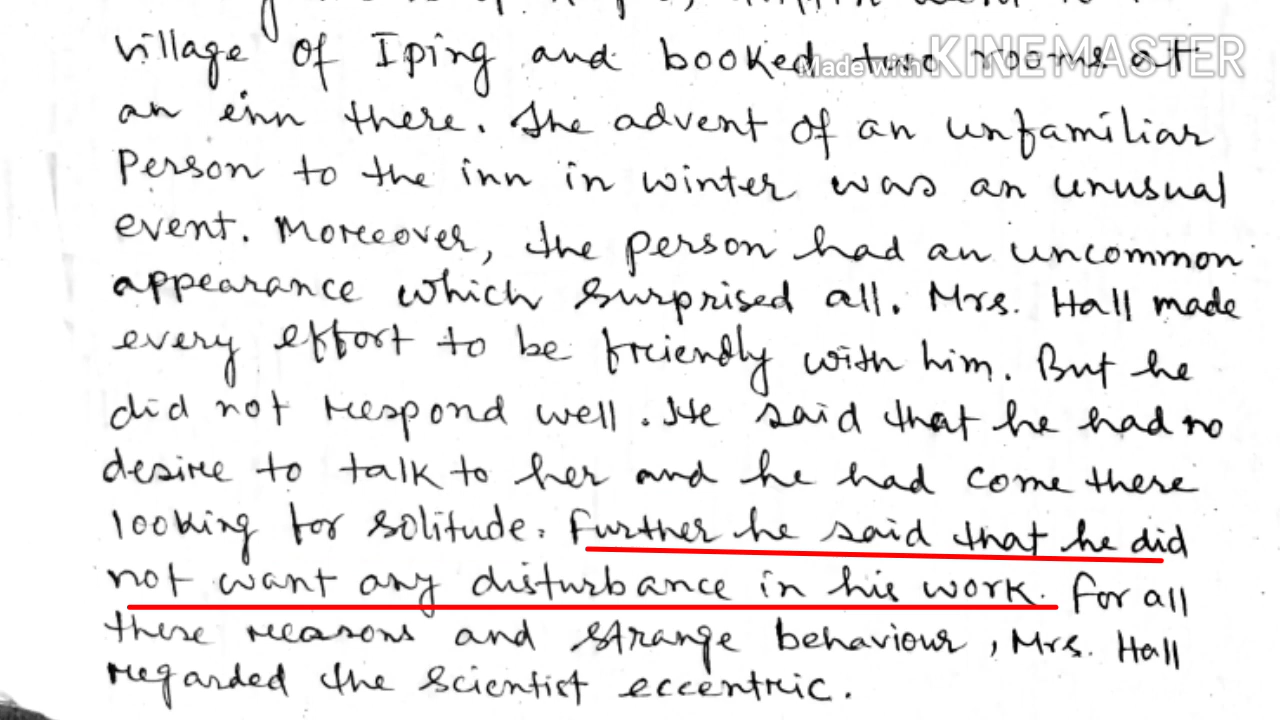 village of Iping and booked two rooms at
Made with KINEMASTER
an inn there. The advent of an unfamiliar
Person to the inn in winter was an unusual
event. Moreover, the person had an uncommon
appearance which surprised all. Mrs. Hall made
every effort to be friendly with him. But he
did not respond well. He said that he had no
desire to talk to her and he had come there
looking for solitude. Further he said that he did
not want any disturbance in his work. For all
these reasons and strange behaviour, Mrs. Hall
regarded the scientist eccentric.